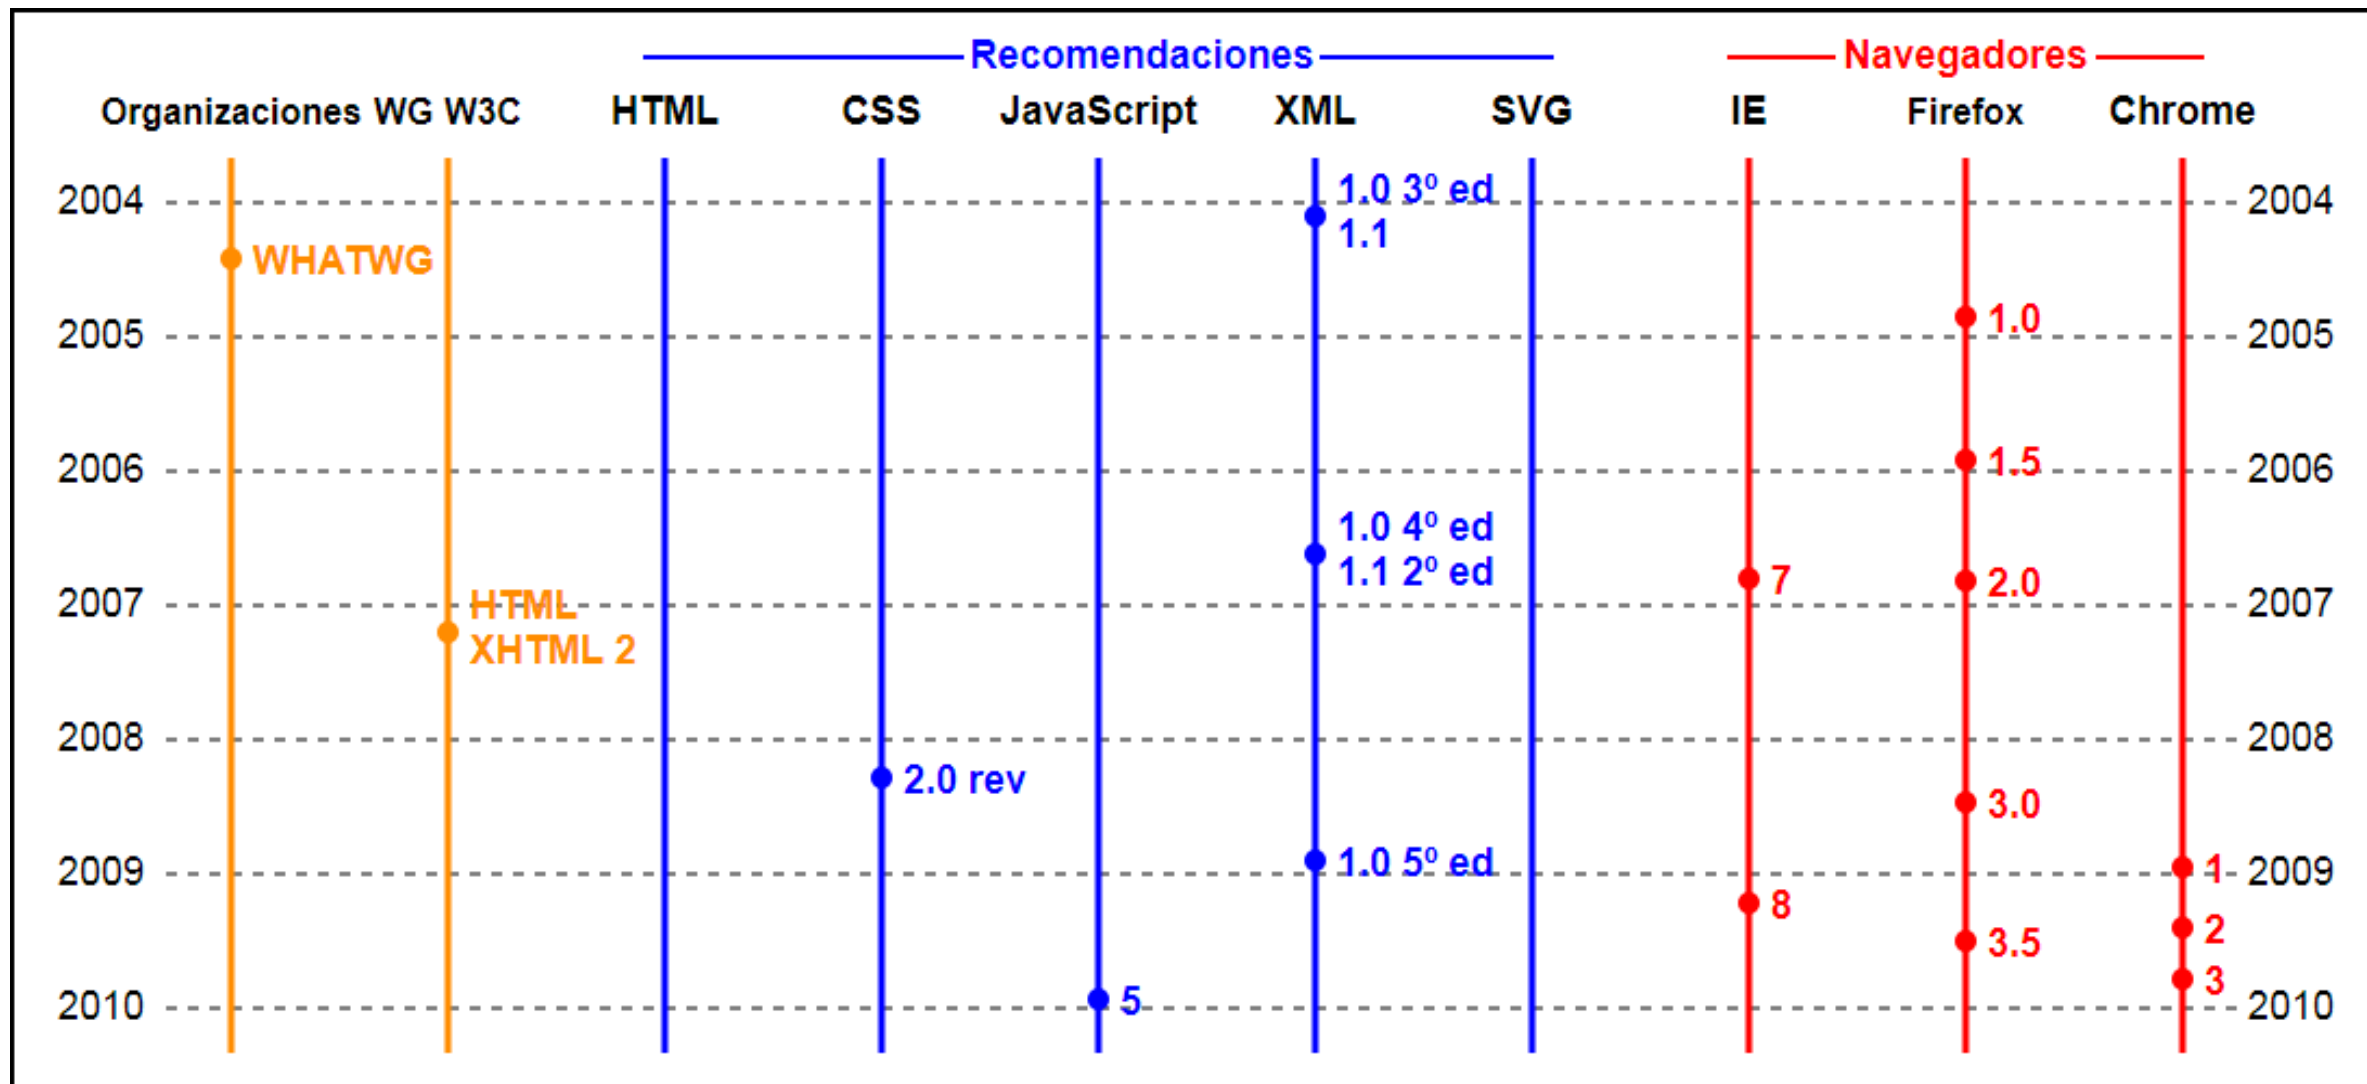 Recomendaciones Navegadores
Organizaciones WG W3C HTML CSS JavaScript XML SVG IE Firefox Chrome
1.0 3º ed
2004 2004
1.1
WHATWG
1.0
2005 2005
1.5
2006 2006
1.0 4º ed
1.1 2º ed
7 2.0
HTML
2007 2007
XHTML 2
2008 2008
2.0 rev
3.0
1.0 5º ed
1
2009 2009
8
2
3.5
3
5
2010 2010